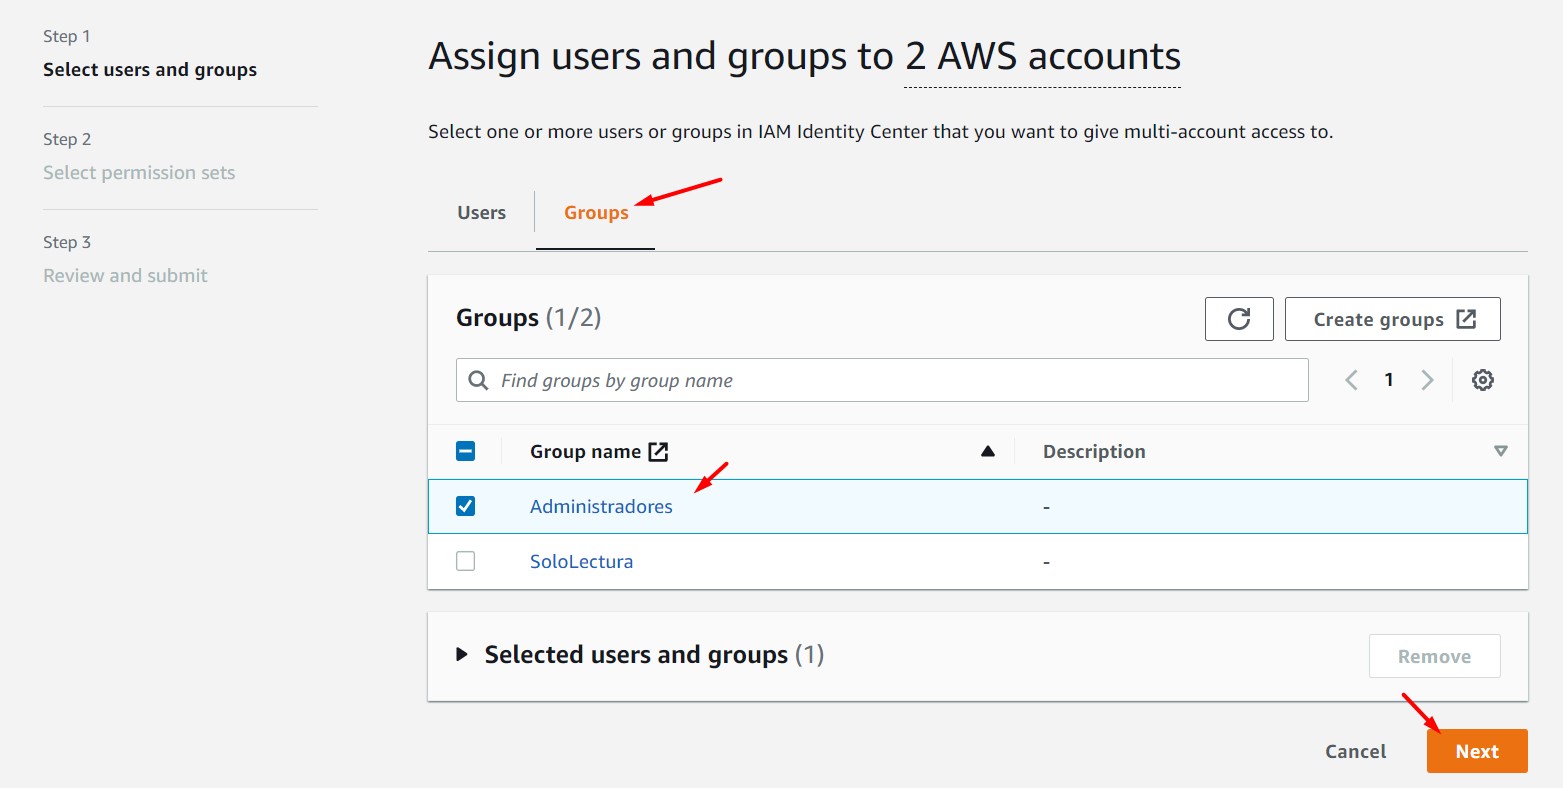 Step 1
Select users and groups
Step 2
Select permission sets
Step 3
Review and submit
Assign users and groups to 2 AWS accounts
Select one or more users or groups in IAM Identity Center that you want to give multi-account access to.
Users
Groups
Groups (1/2)
Create groups
Find groups by group name
1
Group name
Description
Administradores
-
SoloLectura
-
Selected users and groups (1)
Remove
Cancel
Next